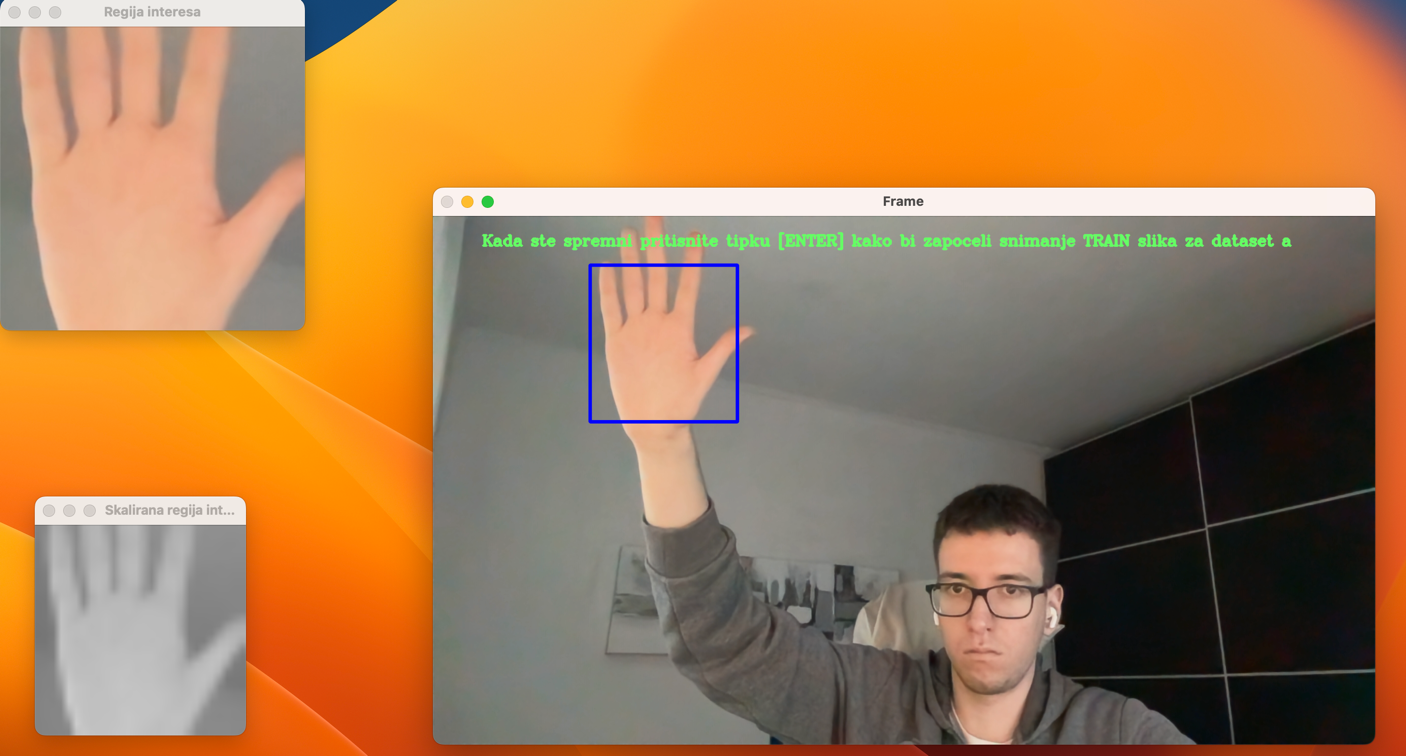 Regija interesa
Frame
Kada ste spremni pritisnite tipku [ENTER] kako bi zapoceli snimanje TRAIN slika za dataset a
Skalirana regija int...